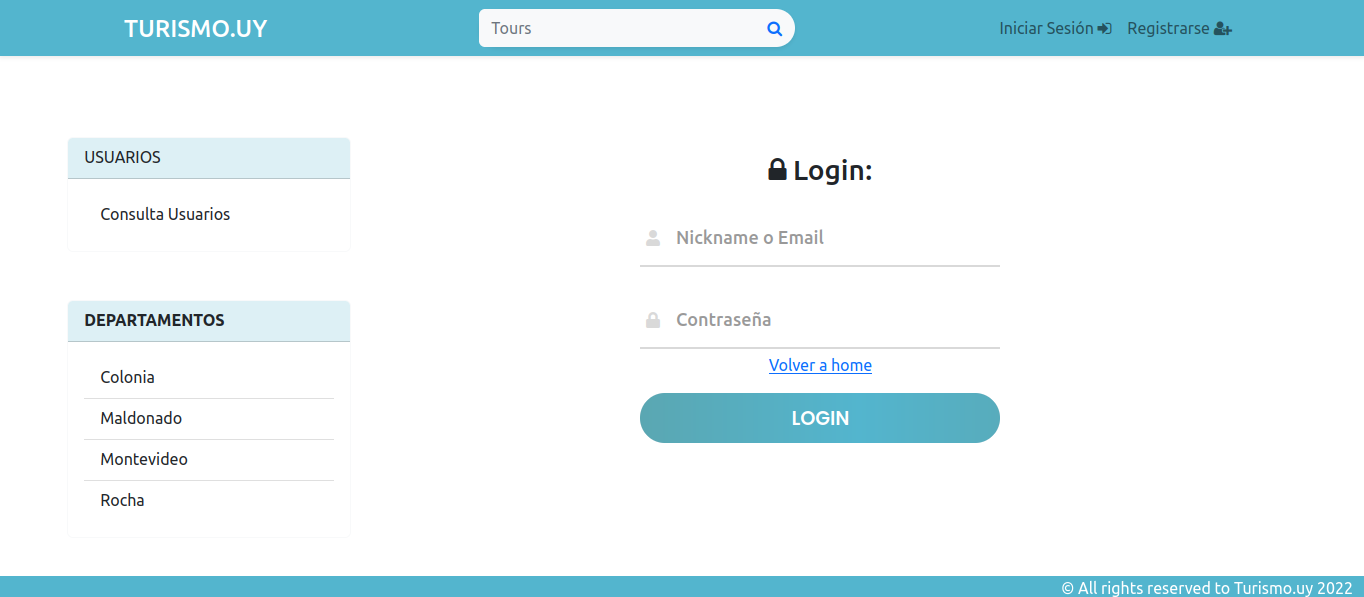 TURISMO.UY
Tours
Iniciar Sesión
Registrarse
USUARIOS
Consulta Usuarios
DEPARTAMENTOS
Colonia
Maldonado
Montevideo
Rocha
Login:
Nickname o Email
Contraseña
Volver a home
LOGIN
© All rights reserved to Turismo.uy 2022